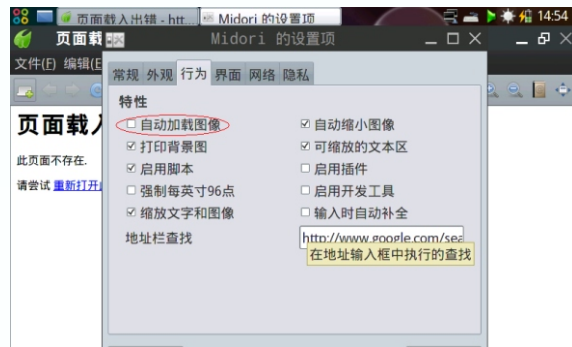 页面载入出错 - htt... Midori 的设置项 14:54
页面载 Midori 的设置项
文件(F) 编辑(E
常规 外观 行为 界面 网络 隐私
特性
页面载入
自动加载图像 自动缩小图像
打印背景图 可缩放的文本区
此页面不存在.
启用脚本 启用插件
请尝试 重新打开
强制每英寸96点 启用开发工具
缩放文字和图像 输入时自动补全
地址栏查找 http://www.google.com/sea
在地址输入框中执行的查找